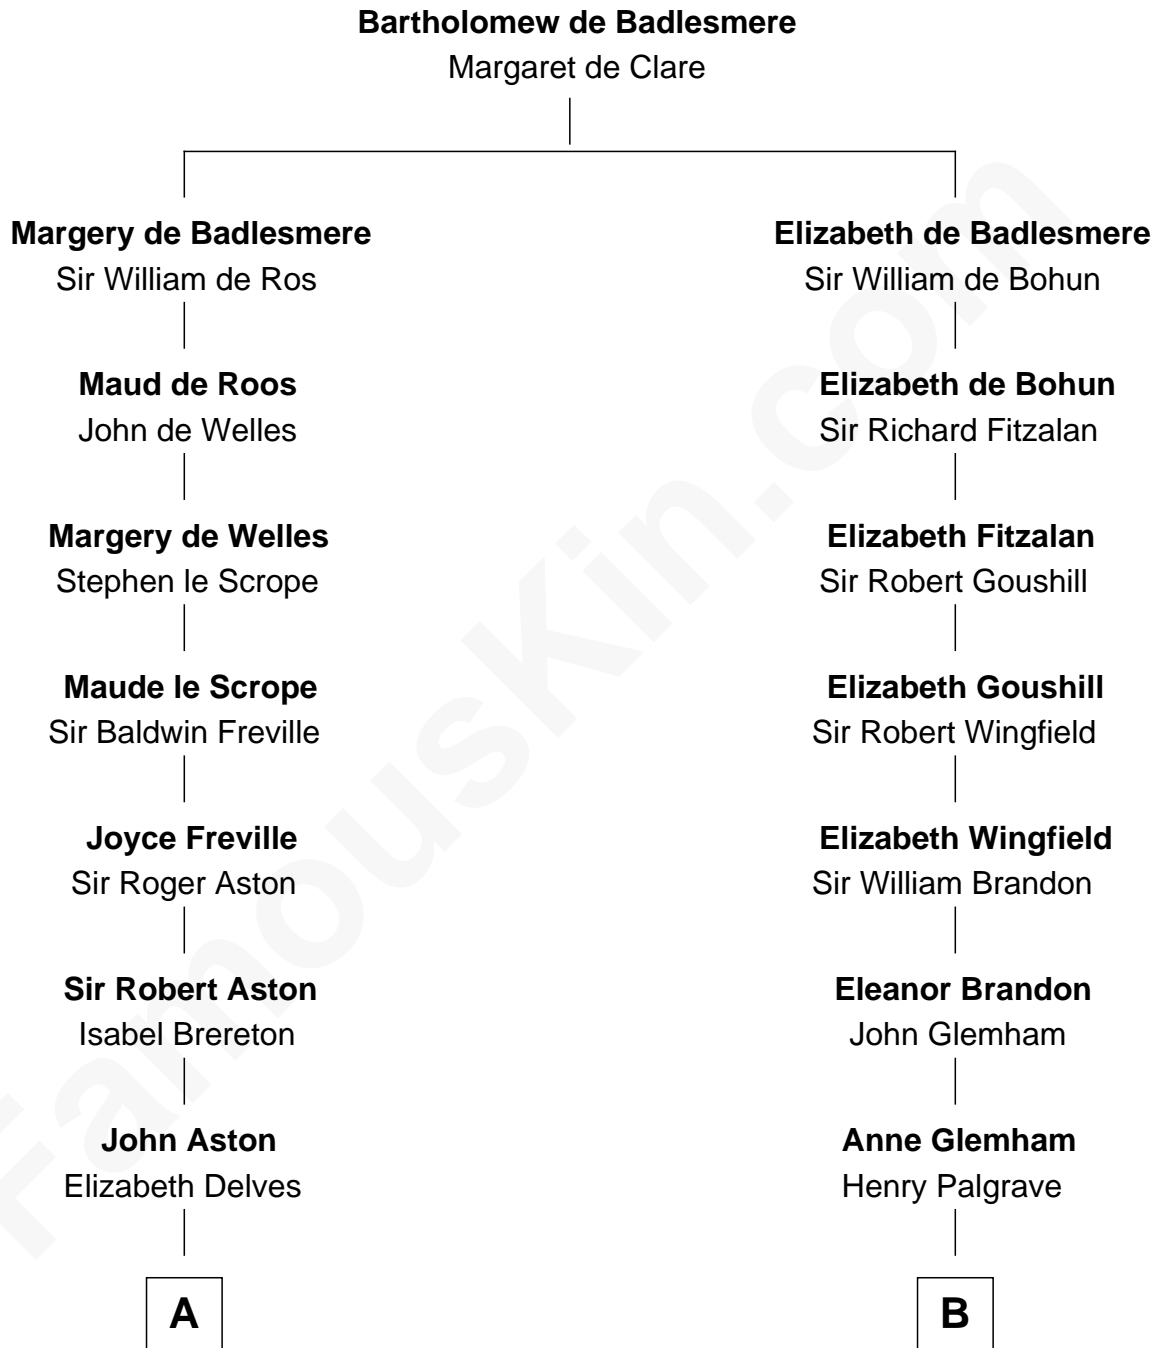 Bartholomew de Badlesmere
Margaret de Clare
Margery de Badlesmere
Sir William de Ros
Elizabeth de Badlesmere
Sir William de Bohun
Maud de Roos
John de Welles
Elizabeth de Bohun
Sir Richard Fitzalan
Margery de Welles
Stephen le Scrope
Elizabeth Fitzalan
Sir Robert Goushill
Maude le Scrope
Sir Baldwin Freville
Elizabeth Goushill
Sir Robert Wingfield
Joyce Freville
Sir Roger Aston
Elizabeth Wingfield
Sir William Brandon
Sir Robert Aston
Isabel Brereton
Eleanor Brandon
John Glemham
John Aston
Elizabeth Delves
Anne Glemham
Henry Palgrave
A
B
FamousKin.com